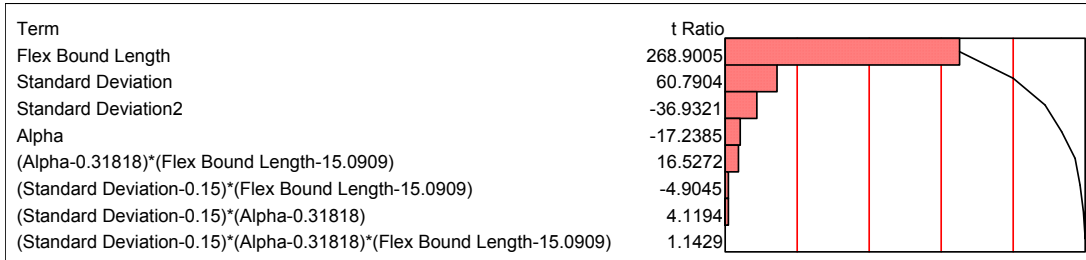 Term t Ratio
Flex Bound Length 268.9005
Standard Deviation 60.7904
Standard Deviation2 -36.9321
Alpha -17.2385
(Alpha-0.31818)*(Flex Bound Length-15.0909) 16.5272
(Standard Deviation-0.15)*(Flex Bound Length-15.0909) -4.9045
(Standard Deviation-0.15)*(Alpha-0.31818) 4.1194
(Standard Deviation-0.15)*(Alpha-0.31818)*(Flex Bound Length-15.0909) 1.1429